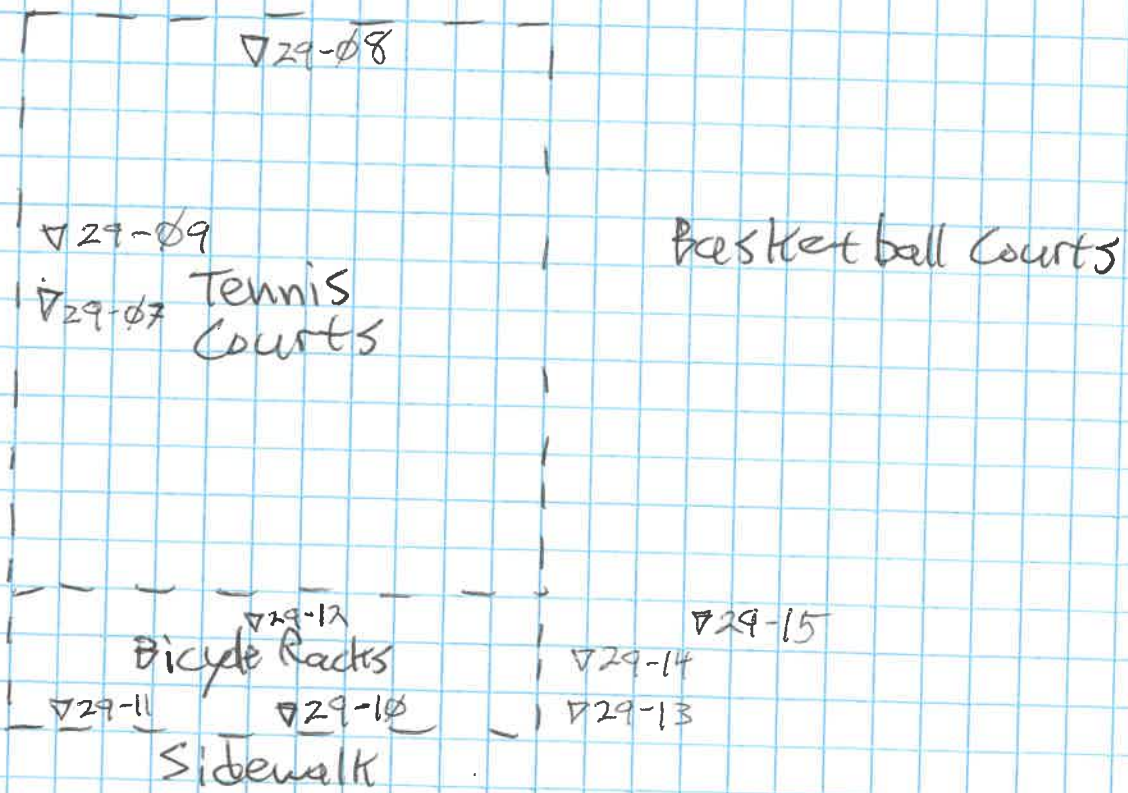 ▽29-Ø8
▽29-Ø9
Basketball Courts
▽29-Ø7 Tennis
Courts
▽29-12
▽29-15
Bicycle Racks
▽29-14
▽29-11
▽29-1Ø
▽29-13
Sidewalk